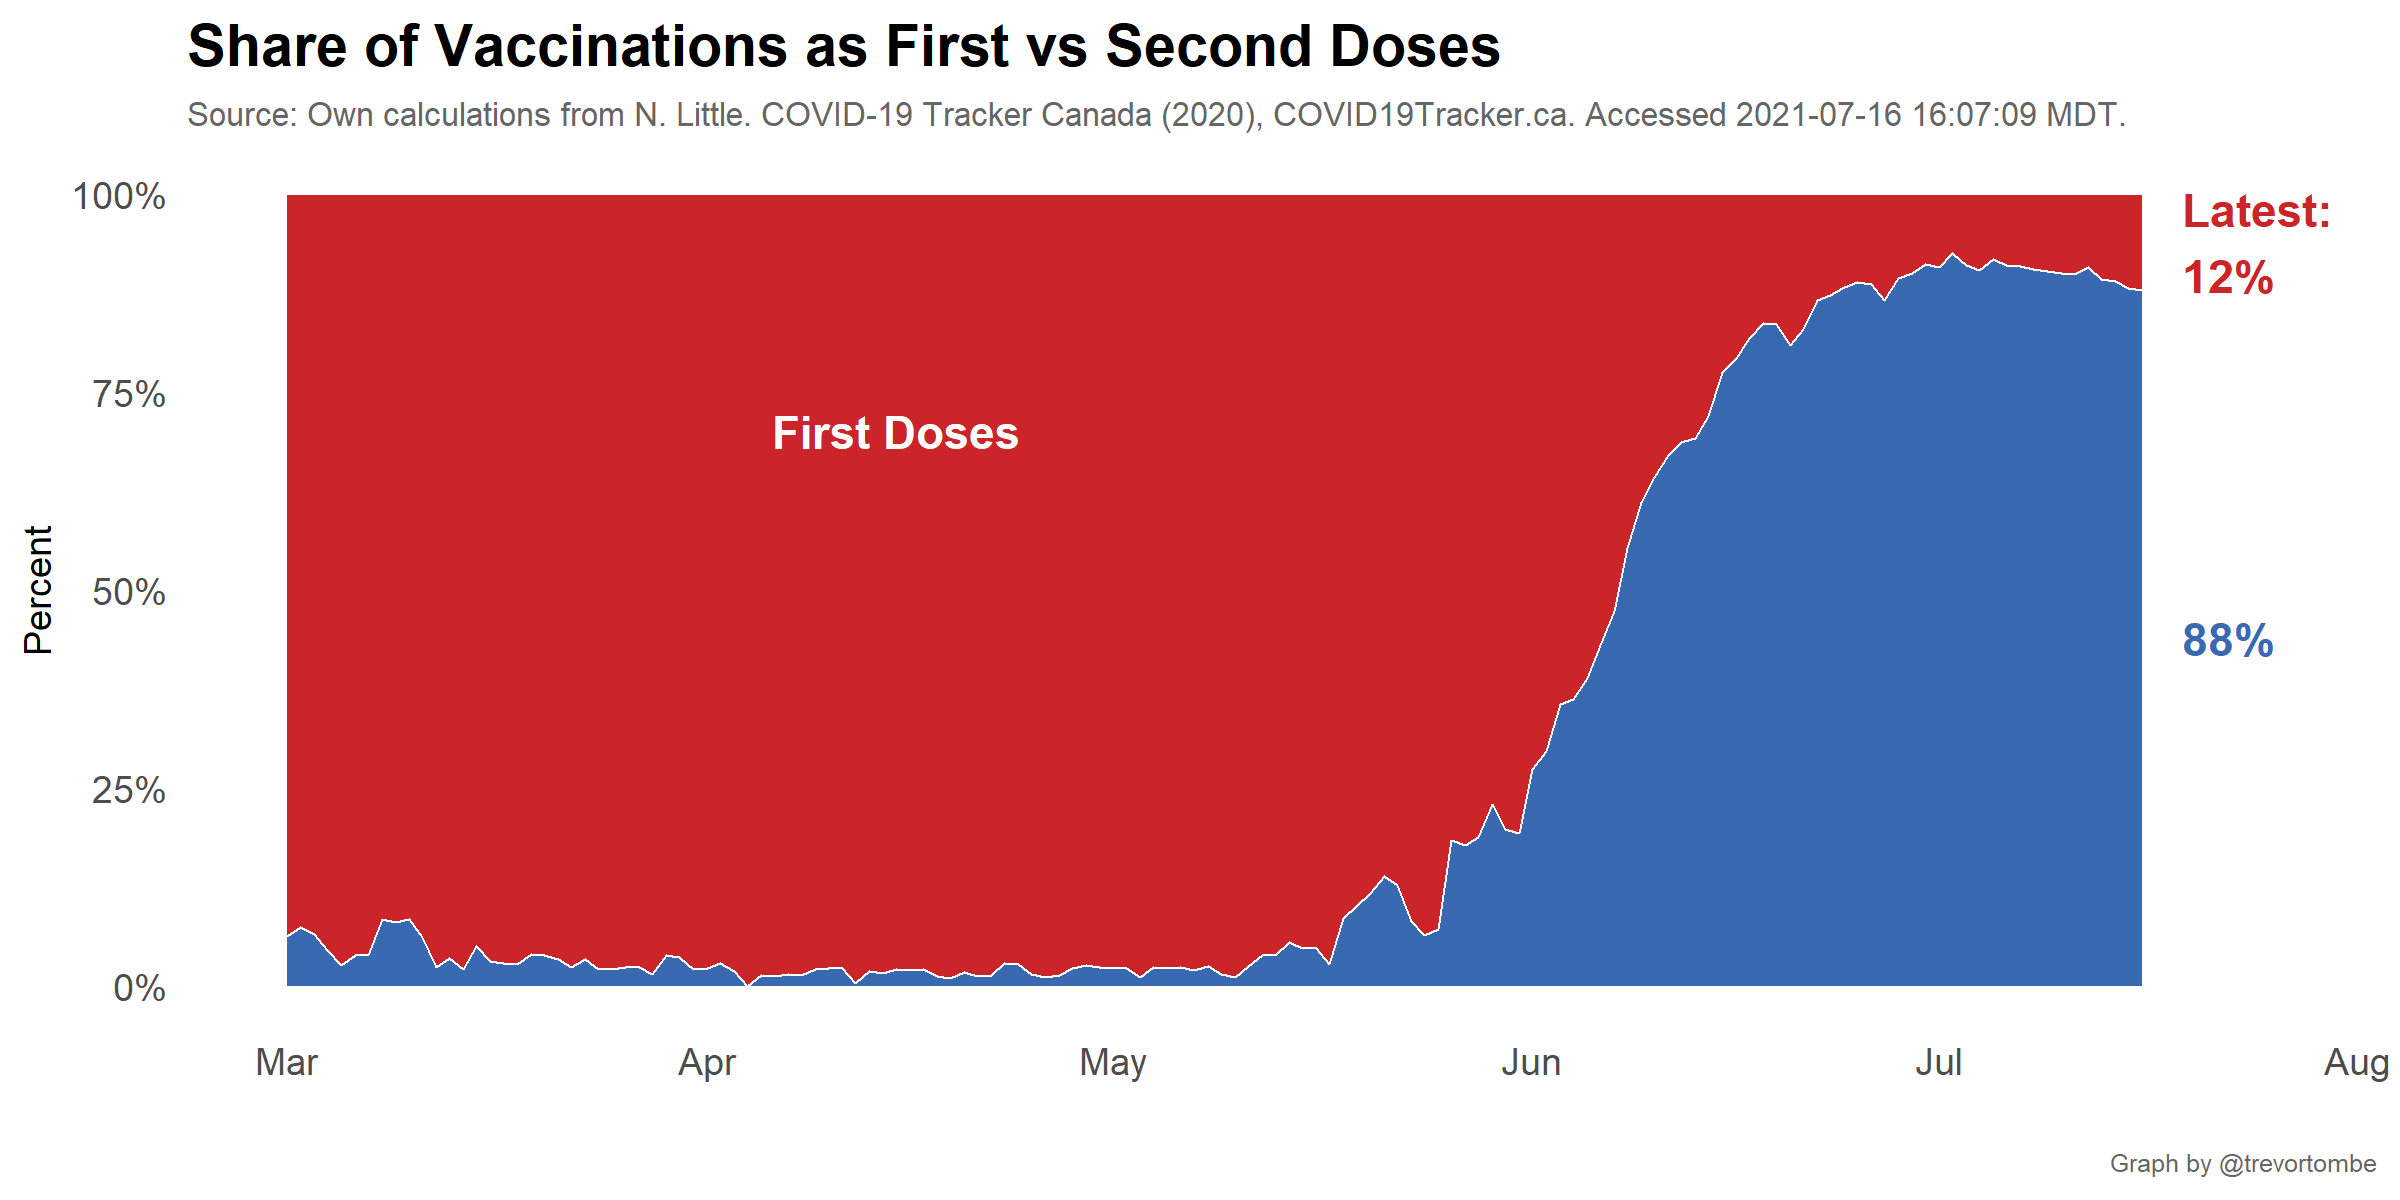 Share of Vaccinations as First vs Second Doses
Source: Own calculations from N. Little. COVID-19 Tracker Canada (2020), COVID19Tracker.ca. Accessed 2021-07-16 16:07:09 MDT.
100%
75%
50%
25%
0%
Percent
First Doses
Latest:
12%
88%
Mar
Apr
May
Jun
Jul
Aug
Graph by @trevortombe